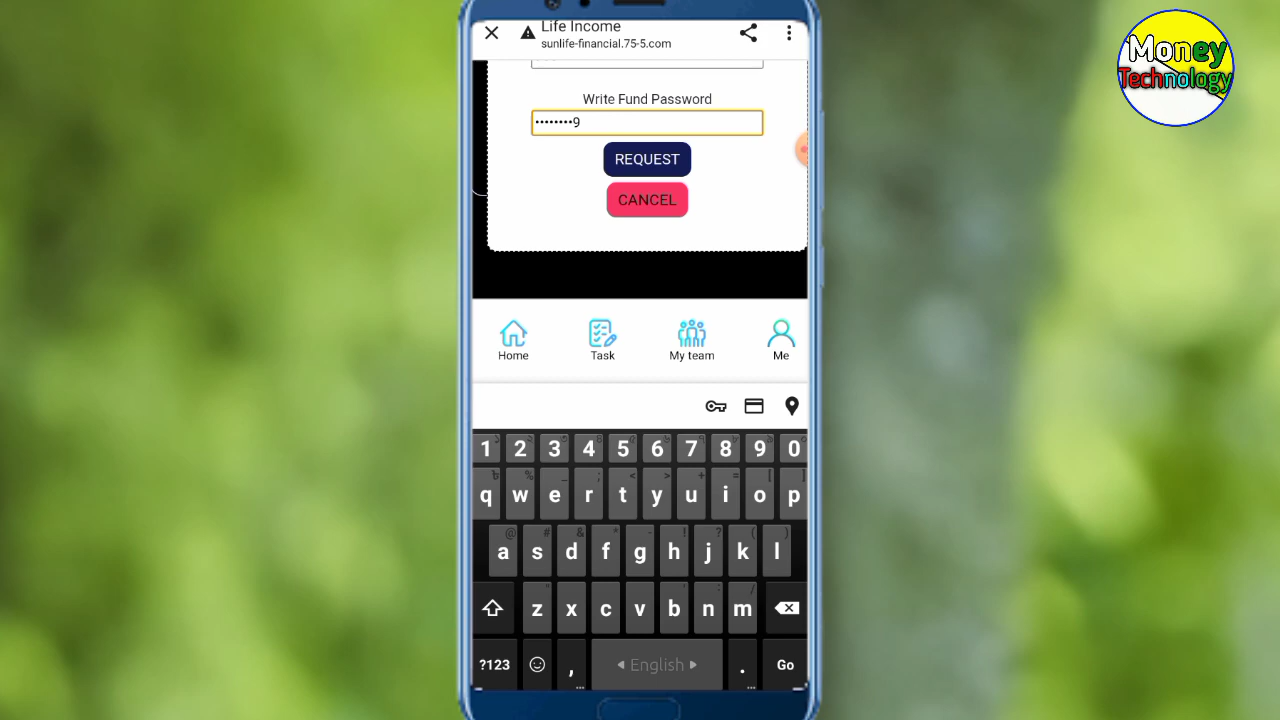 Life Income
sunlife-financial.75-5.com
Money
Technology
Write Fund Password
••••••••9
REQUEST
CANCEL
Home Task My team Me
1 2 3 4 5 6 7 8 9 0
q w e r t y u i o p
a s d f g h j k l
z x c v b n m
?123 , English . Go